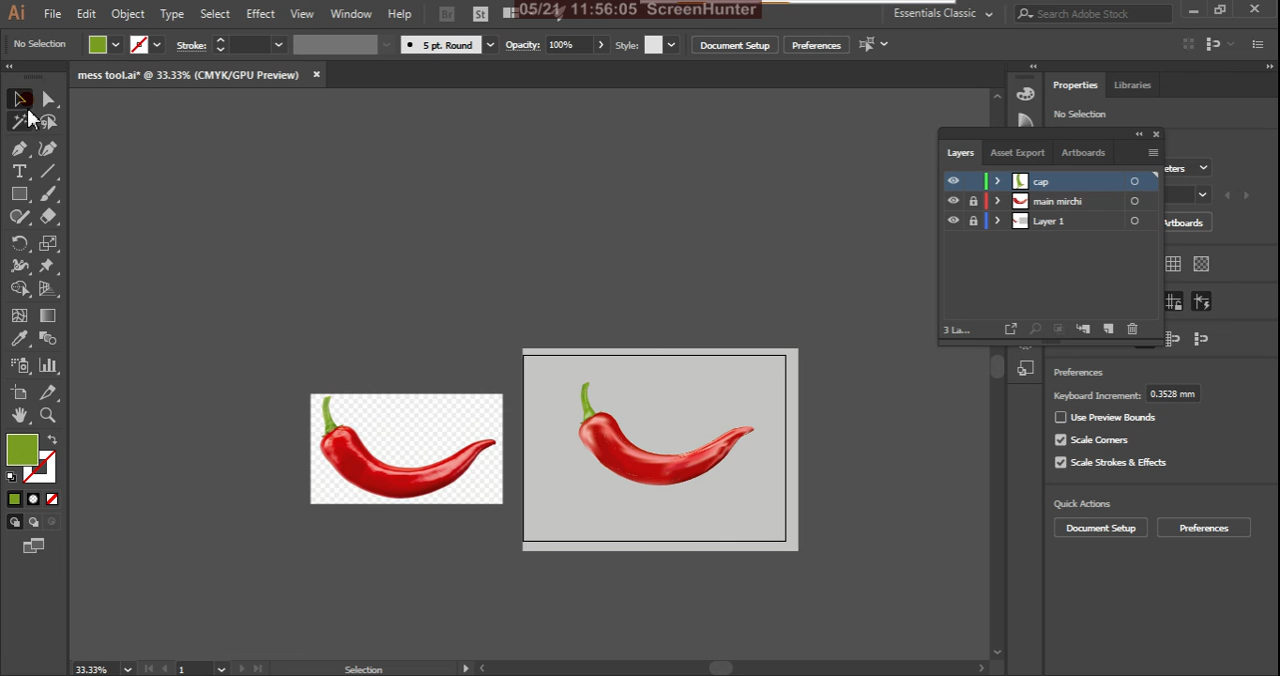 05/21 11:56:05 ScreenHunter
Ai File Edit Object Type Select Effect View Window Help Br St Essentials Classic Search Adobe Stock
No Selection Stroke: 5 pt. Round Opacity: 100% Style: Document Setup Preferences
mess tool.ai* @ 33.33% (CMYK/GPU Preview)
Properties Libraries
No Selection
Layers Asset Export Artboards
cap
main mirchi
Layer 1
3 La...
eters
Artboards
Preferences
Keyboard Increment: 0.3528 mm
Use Preview Bounds
Scale Corners
Scale Strokes & Effects
Quick Actions
Document Setup Preferences
33.33% 1 Selection